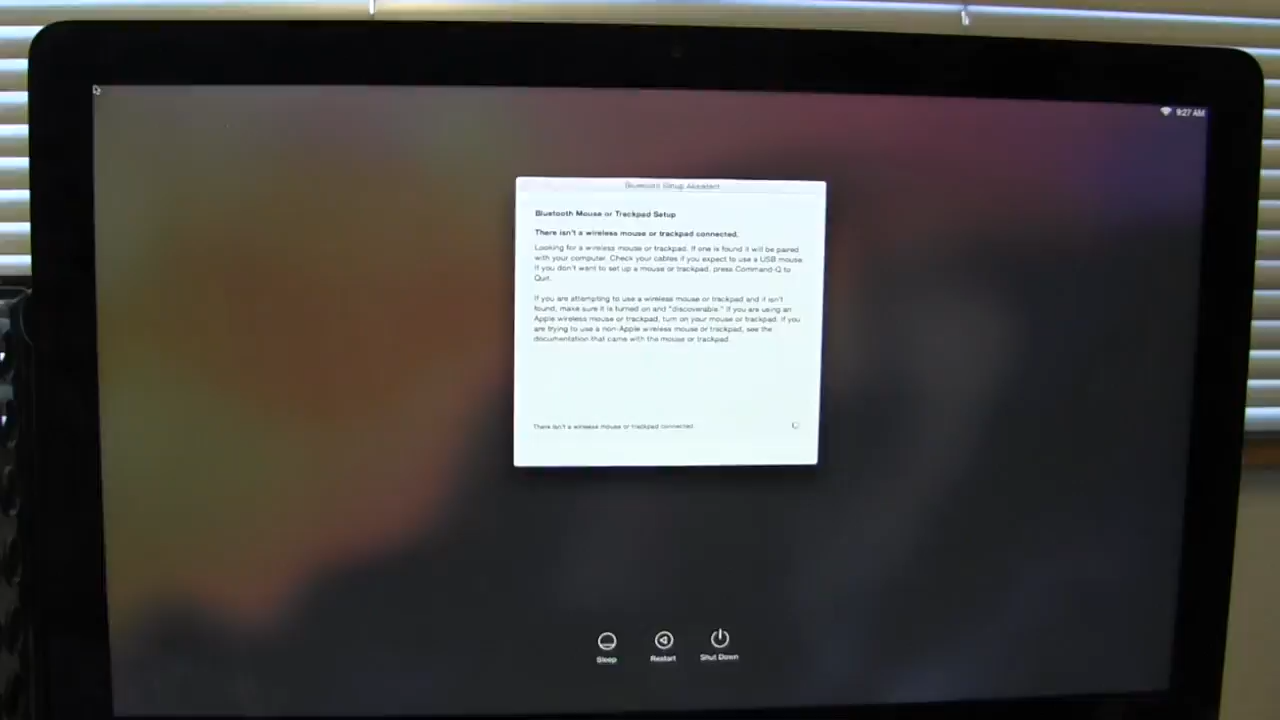 9:27 AM
Bluetooth Setup Assistant
Bluetooth Mouse or Trackpad Setup
There isn't a wireless mouse or trackpad connected.
Looking for a wireless mouse or trackpad. If one is found it will be paired
with your computer. Check your cables if you expect to use a USB mouse.
If you don't want to set up a mouse or trackpad, press Command-Q to
Quit.
If you are attempting to use a wireless mouse or trackpad and it isn't
found, make sure it is turned on and "discoverable." If you are using an
Apple wireless mouse or trackpad, turn on your mouse or trackpad. If you
are trying to use a non-Apple wireless mouse or trackpad, see the
documentation that came with the mouse or trackpad.
There isn't a wireless mouse or trackpad connected.
Sleep Restart Shut Down